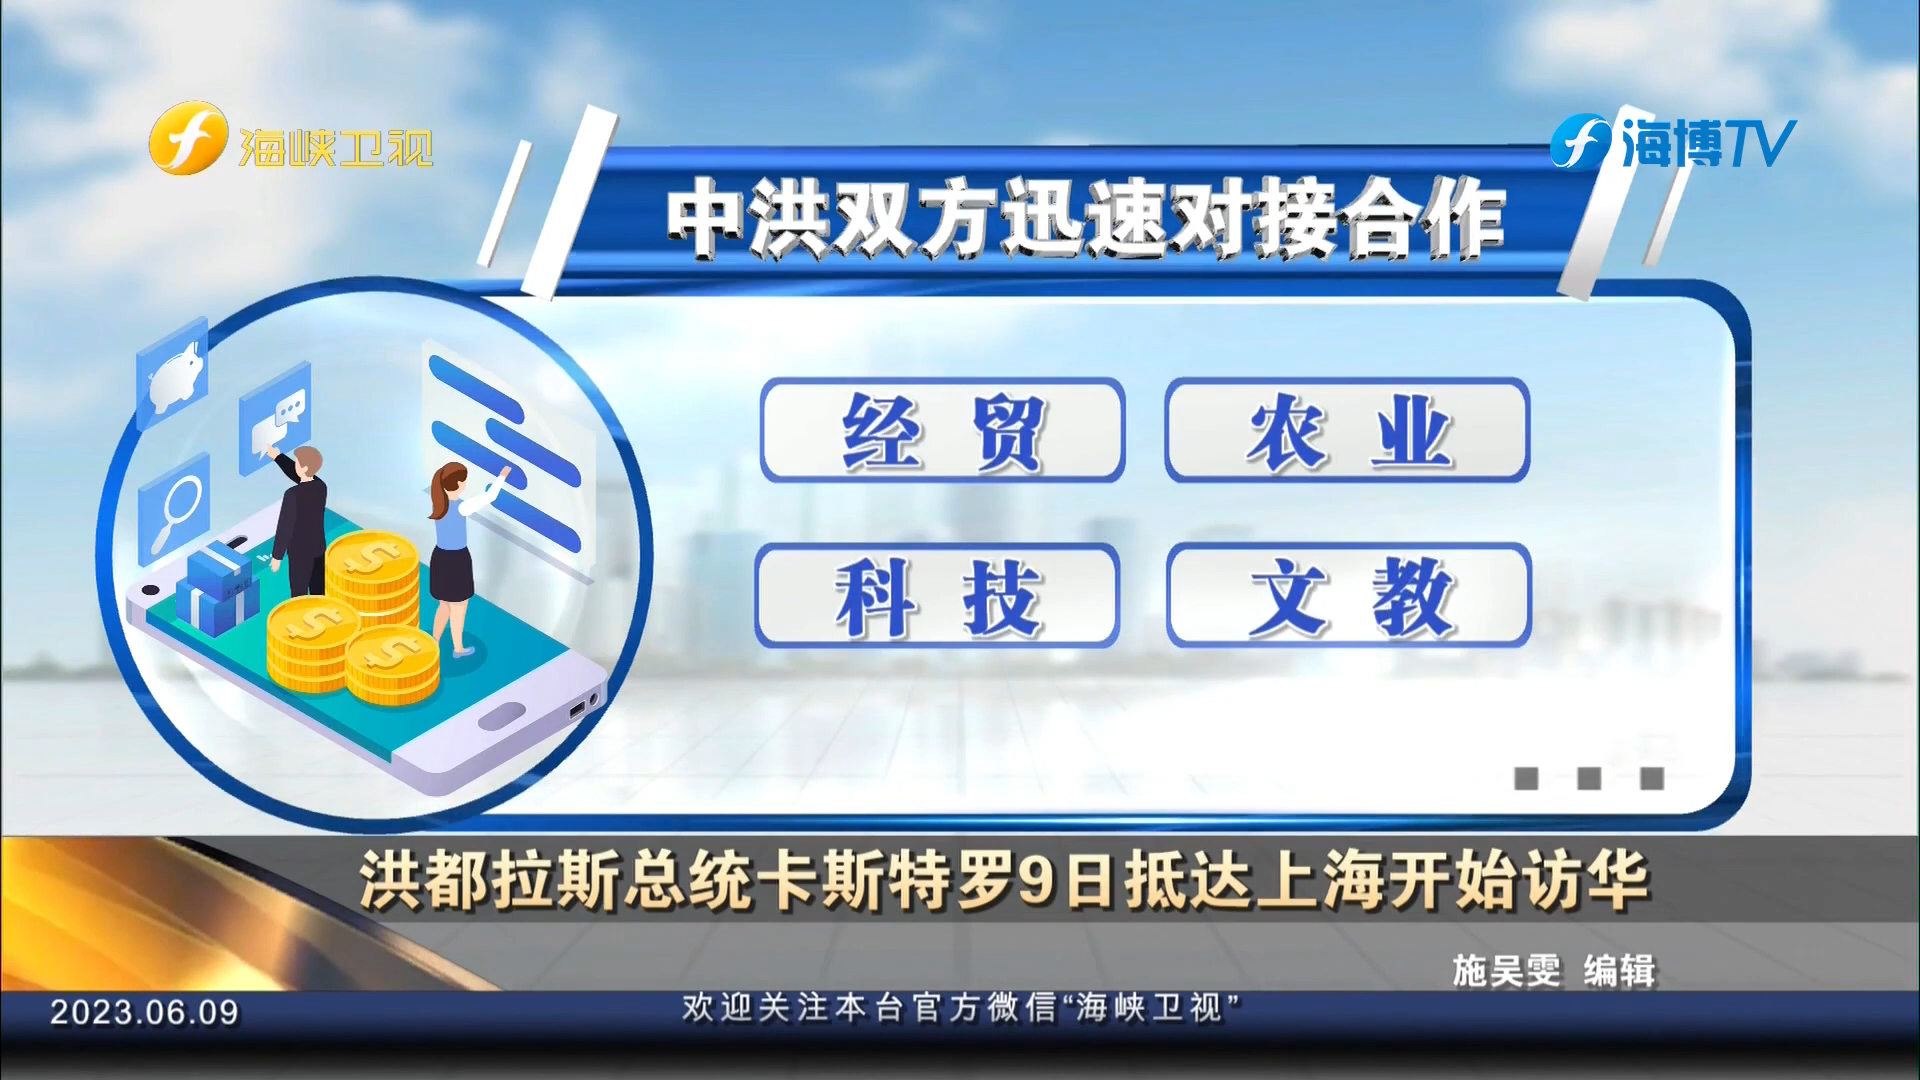 海峡卫视
海博TV
中洪双方迅速对接合作
经贸
农业
科技
文教
洪都拉斯总统卡斯特罗9日抵达上海开始访华
施吴雯 编辑
2023.06.09
欢迎关注本台官方微信“海峡卫视”